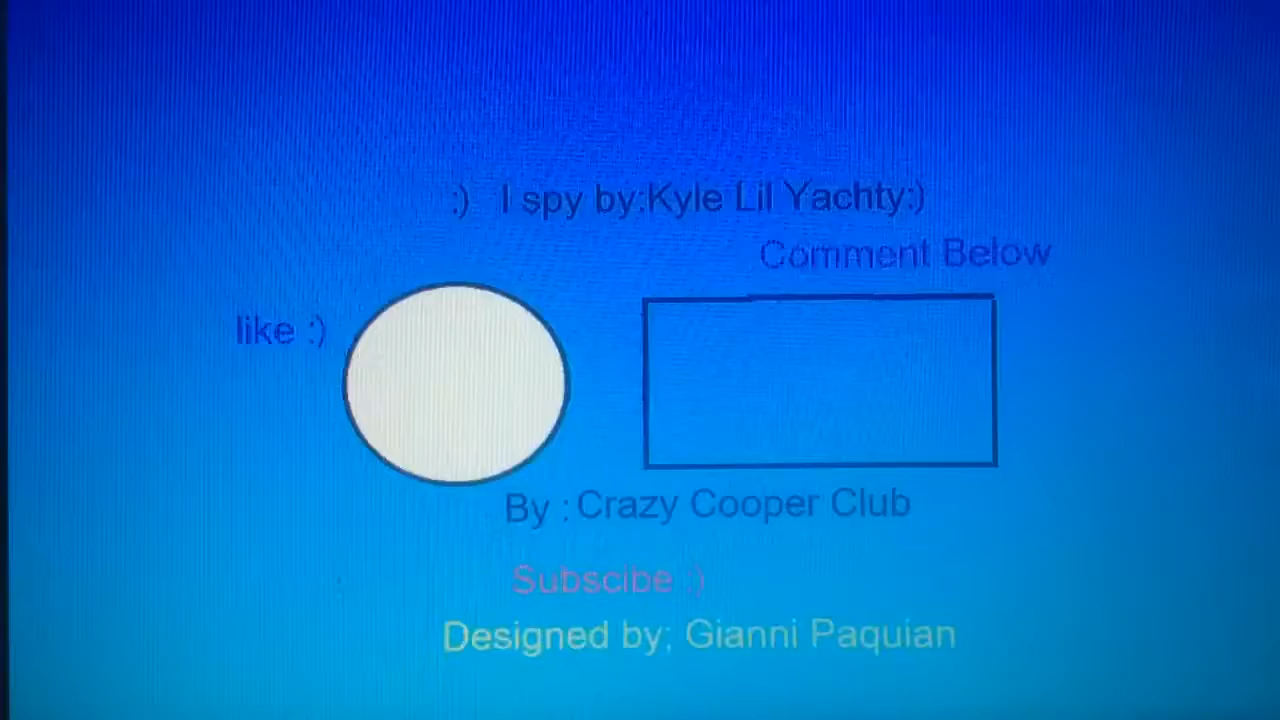 :) I spy by:Kyle Lil Yachty:)
Comment Below
like :)
By : Crazy Cooper Club
Subscibe :)
Designed by; Gianni Paquian